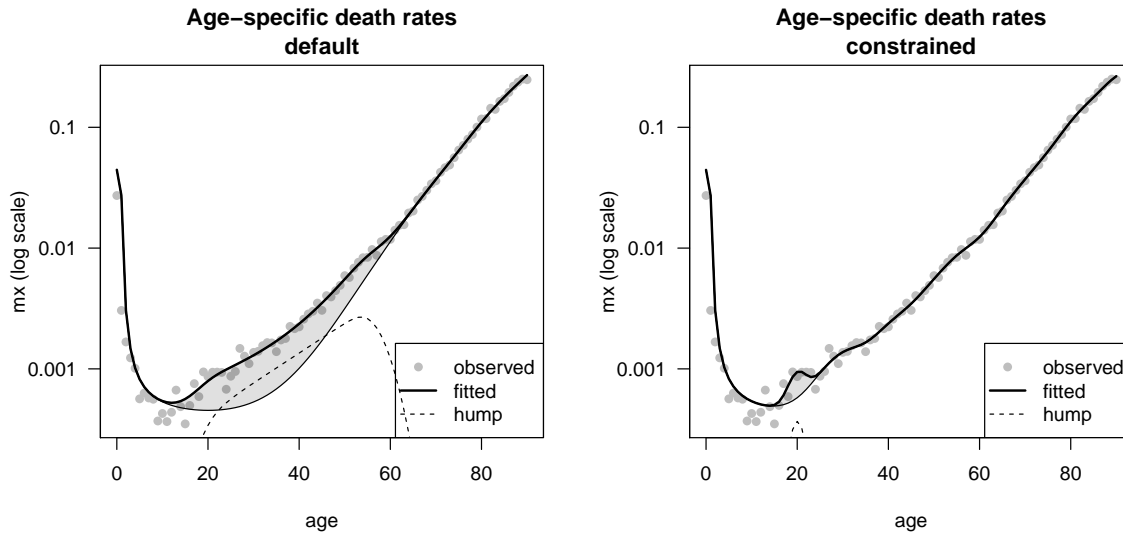 Age−specific death rates
default
0.1
0.01
0.001
mx (log scale)
0
20
40
60
80
age
observed
fitted
hump
Age−specific death rates
constrained
0.1
0.01
0.001
mx (log scale)
0
20
40
60
80
age
observed
fitted
hump